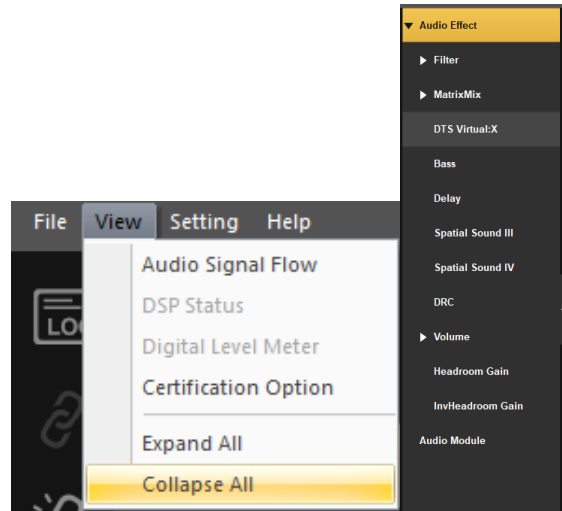 File View Setting Help
Audio Signal Flow
DSP Status
Digital Level Meter
Certification Option
Expand All
Collapse All
LO
Audio Effect
Filter
MatrixMix
DTS Virtual:X
Bass
Delay
Spatial Sound III
Spatial Sound IV
DRC
Volume
Headroom Gain
InvHeadroom Gain
Audio Module